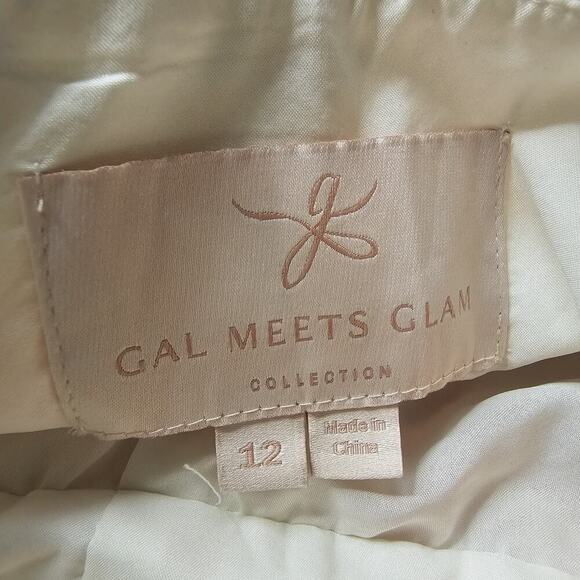 g
GAL MEETS GLAM
COLLECTION
12
Made in
China